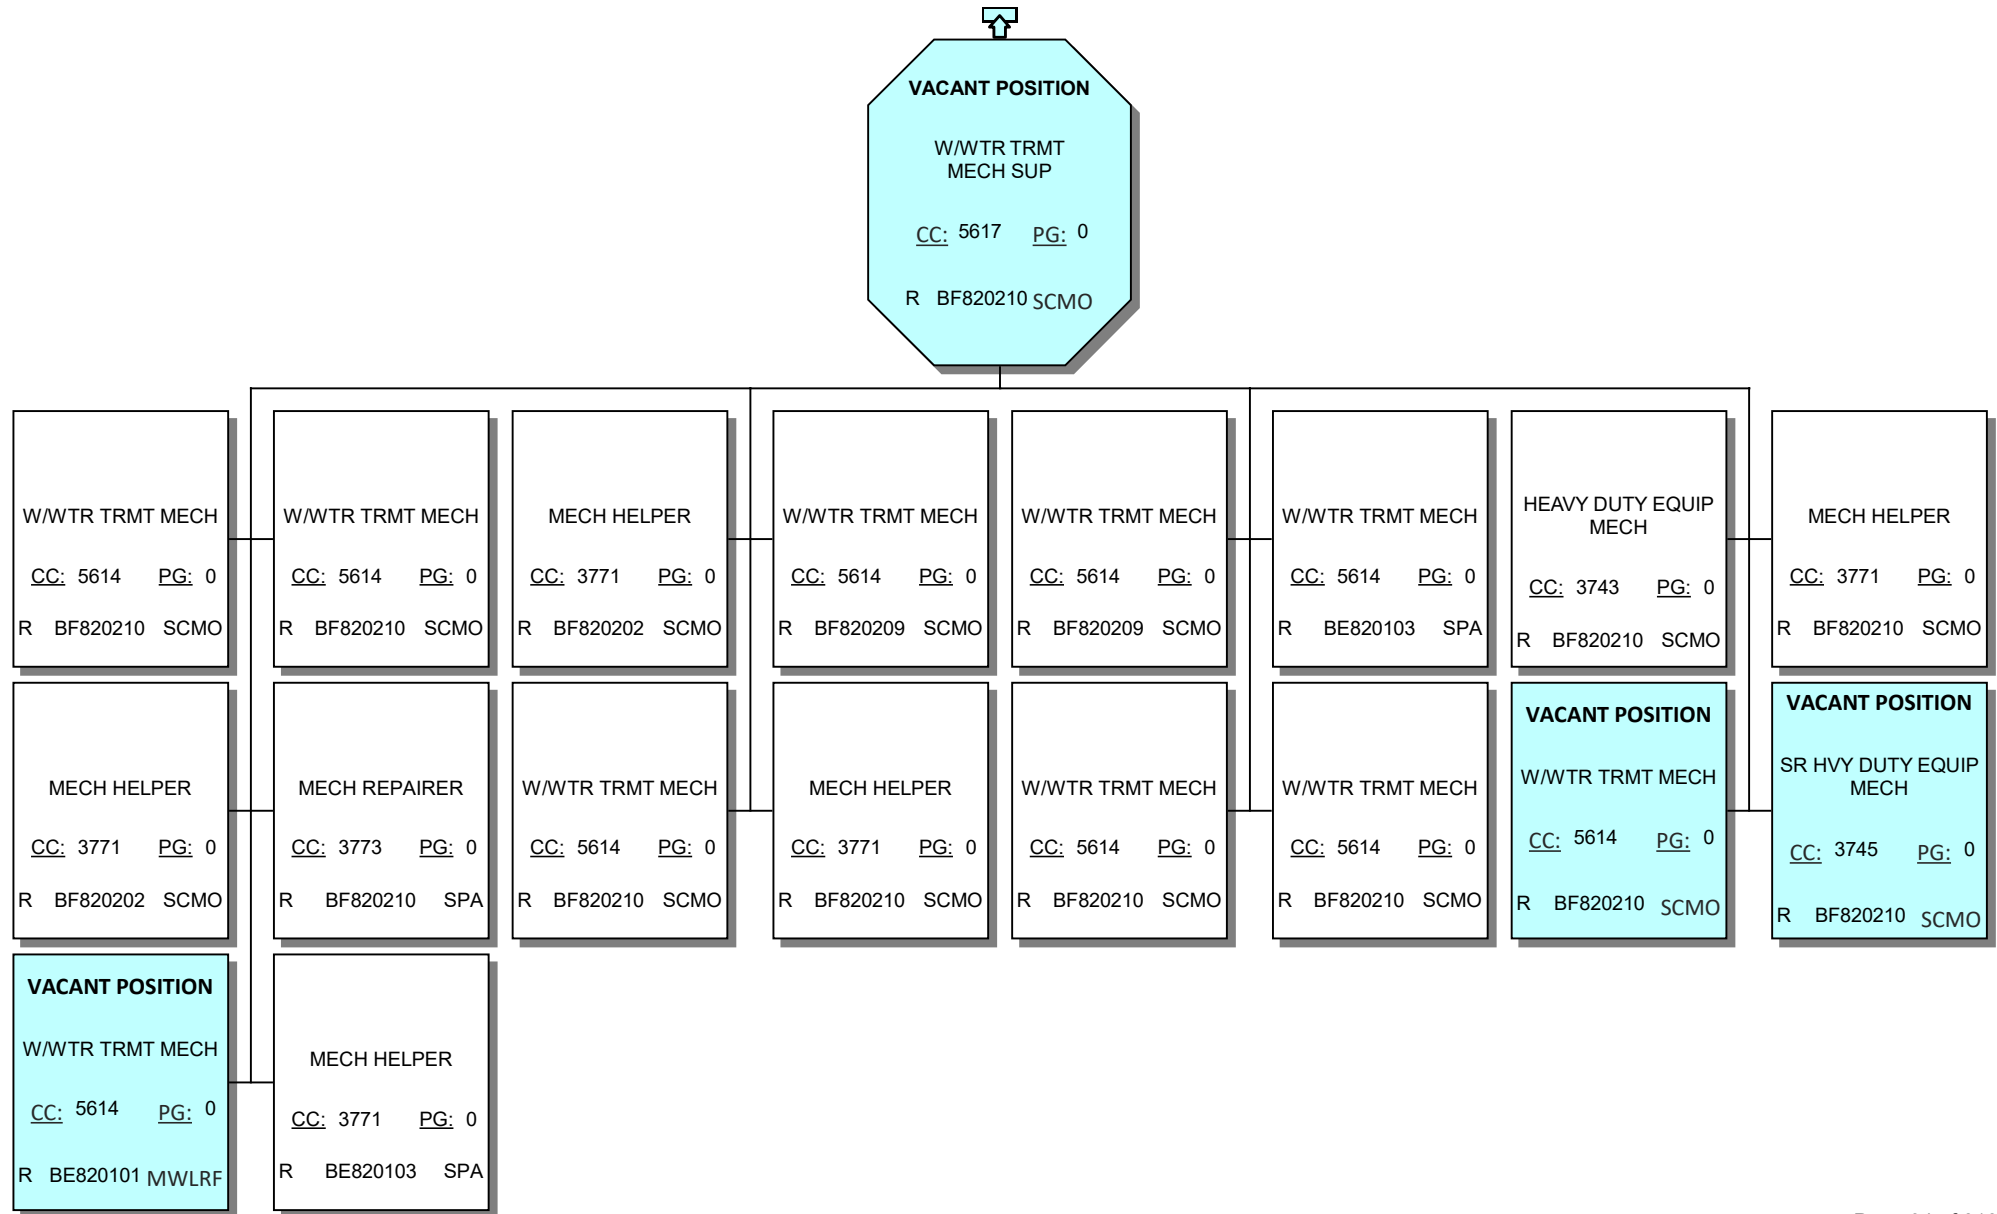 VACANT POSITION
W/WTR TRMT
MECH SUP
CC: 5617 PG: 0
R BF820210 SCMO
W/WTR TRMT MECH
CC: 5614 PG: 0
R BF820210 SCMO
W/WTR TRMT MECH
CC: 5614 PG: 0
R BF820210 SCMO
MECH HELPER
CC: 3771 PG: 0
R BF820202 SCMO
W/WTR TRMT MECH
CC: 5614 PG: 0
R BF820209 SCMO
W/WTR TRMT MECH
CC: 5614 PG: 0
R BF820209 SCMO
W/WTR TRMT MECH
CC: 5614 PG: 0
R BE820103 SPA
HEAVY DUTY EQUIP
MECH
CC: 3743 PG: 0
R BF820210 SCMO
MECH HELPER
CC: 3771 PG: 0
R BF820210 SCMO
MECH HELPER
CC: 3771 PG: 0
R BF820202 SCMO
MECH REPAIRER
CC: 3773 PG: 0
R BF820210 SPA
W/WTR TRMT MECH
CC: 5614 PG: 0
R BF820210 SCMO
MECH HELPER
CC: 3771 PG: 0
R BF820210 SCMO
W/WTR TRMT MECH
CC: 5614 PG: 0
R BF820210 SCMO
W/WTR TRMT MECH
CC: 5614 PG: 0
R BF820210 SCMO
VACANT POSITION
W/WTR TRMT MECH
CC: 5614 PG: 0
R BF820210 SCMO
VACANT POSITION
SR HVY DUTY EQUIP
MECH
CC: 3745 PG: 0
R BF820210 SCMO
VACANT POSITION
W/WTR TRMT MECH
CC: 5614 PG: 0
R BE820101 MWLRF
MECH HELPER
CC: 3771 PG: 0
R BE820103 SPA